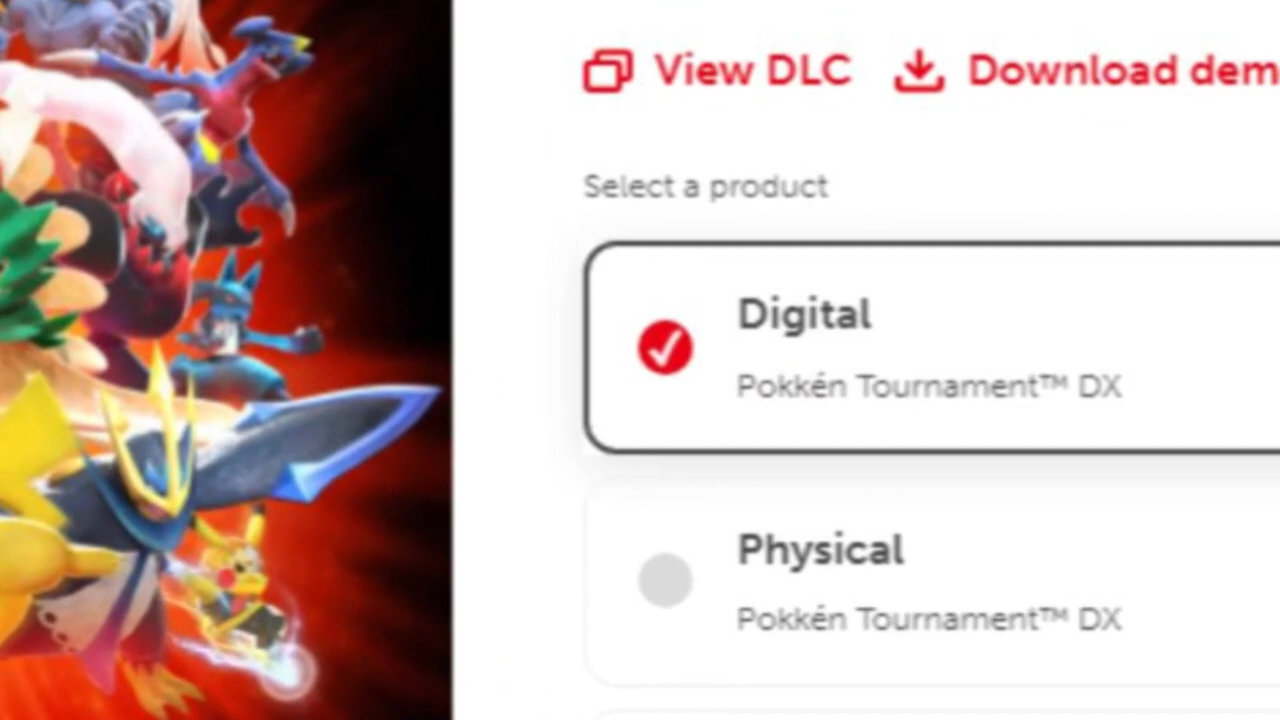 View DLC Download dem
Select a product
Digital
Pokkén Tournament™ DX
Physical
Pokkén Tournament™ DX